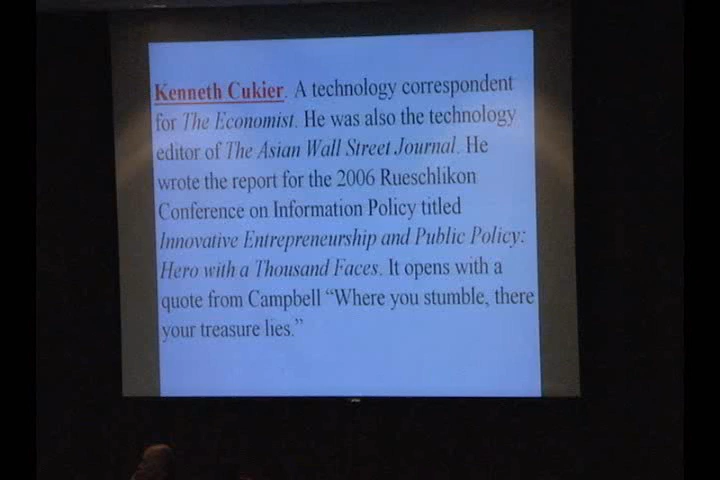 Kenneth Cukier. A technology correspondent
for The Economist. He was also the technology
editor of The Asian Wall Street Journal. He
wrote the report for the 2006 Rueschlikon
Conference on Information Policy titled
Innovative Entrepreneurship and Public Policy:
Hero with a Thousand Faces. It opens with a
quote from Campbell “Where you stumble, there
your treasure lies.”